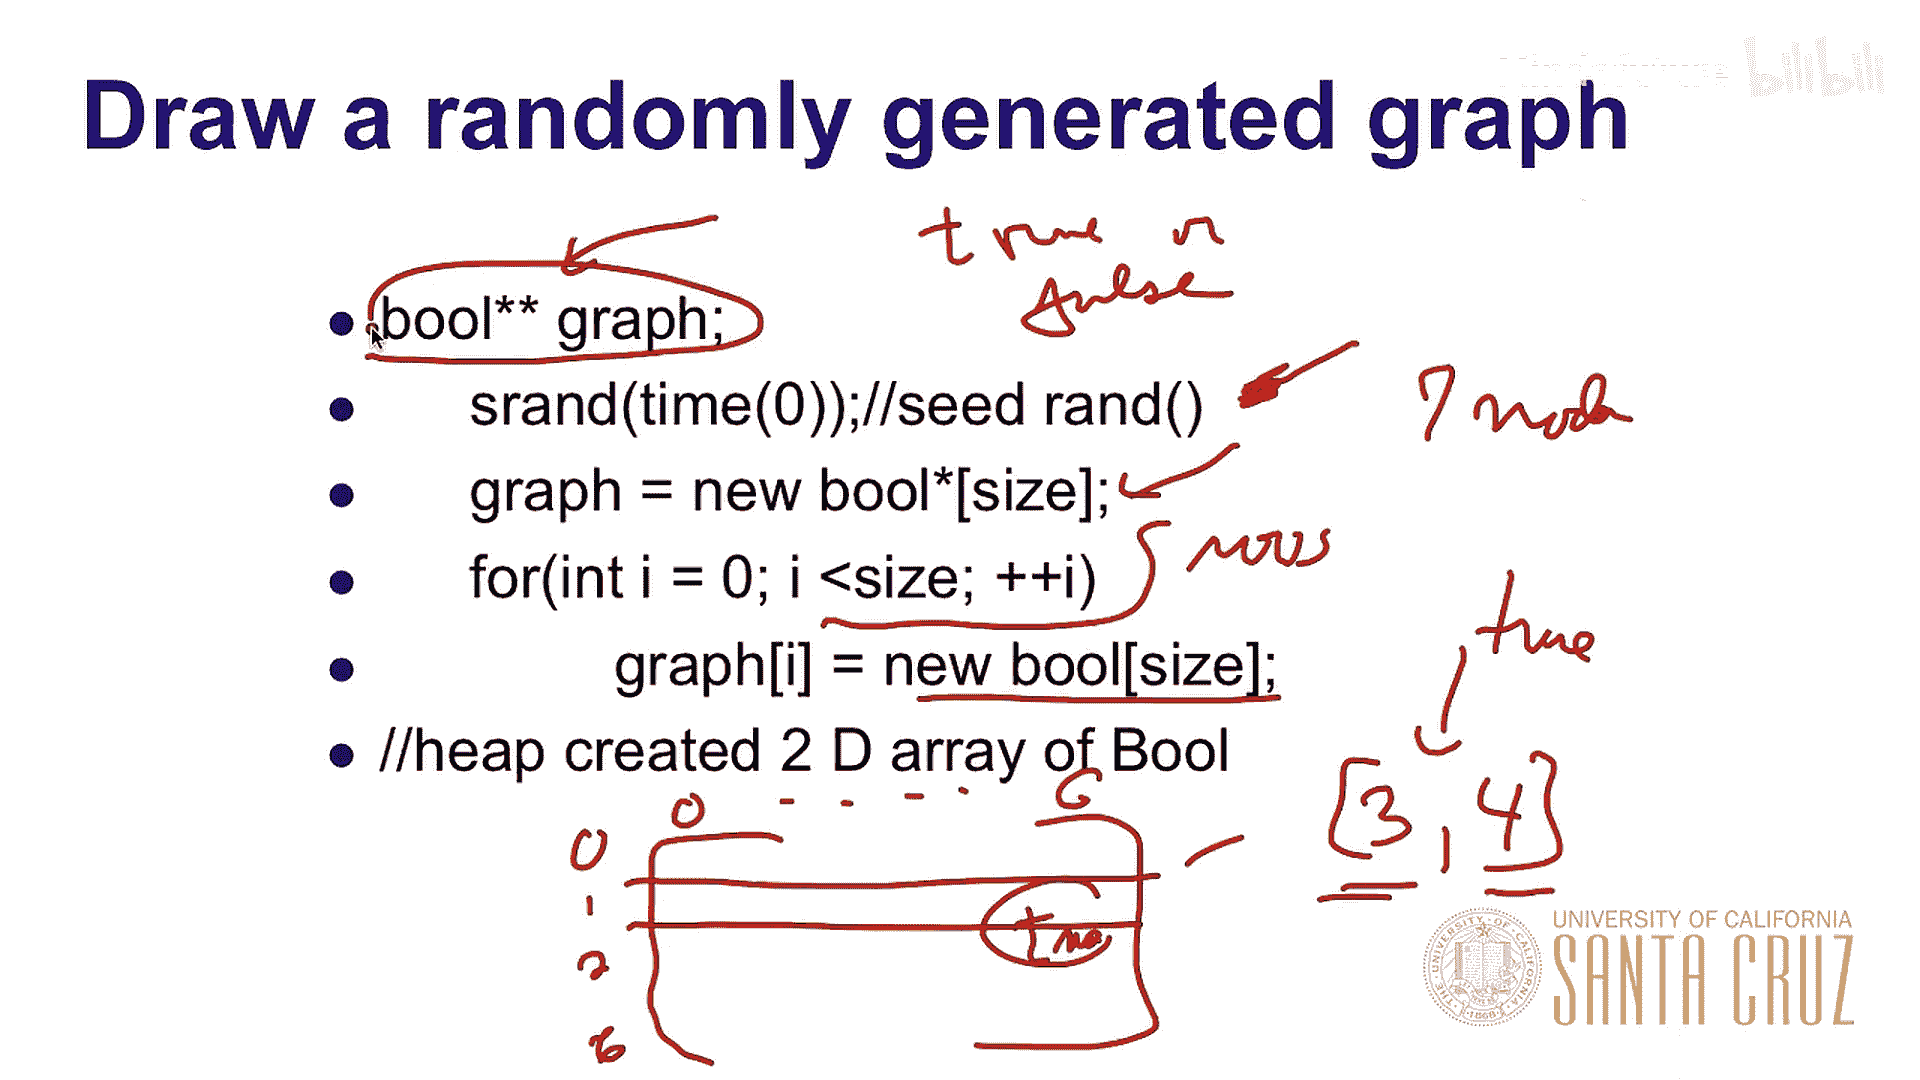 bilibili
Draw a randomly generated graph
true or
false
• bool** graph;
• srand(time(0));//seed rand()
7 nodes
• graph = new bool*[size];
rows
• for(int i = 0; i <size; ++i)
true
• graph[i] = new bool[size];
• //heap created 2 D array of Bool
[3, 4]
0 - - - - 6
0
1
true
2
6
UNIVERSITY OF CALIFORNIA
SANTA CRUZ